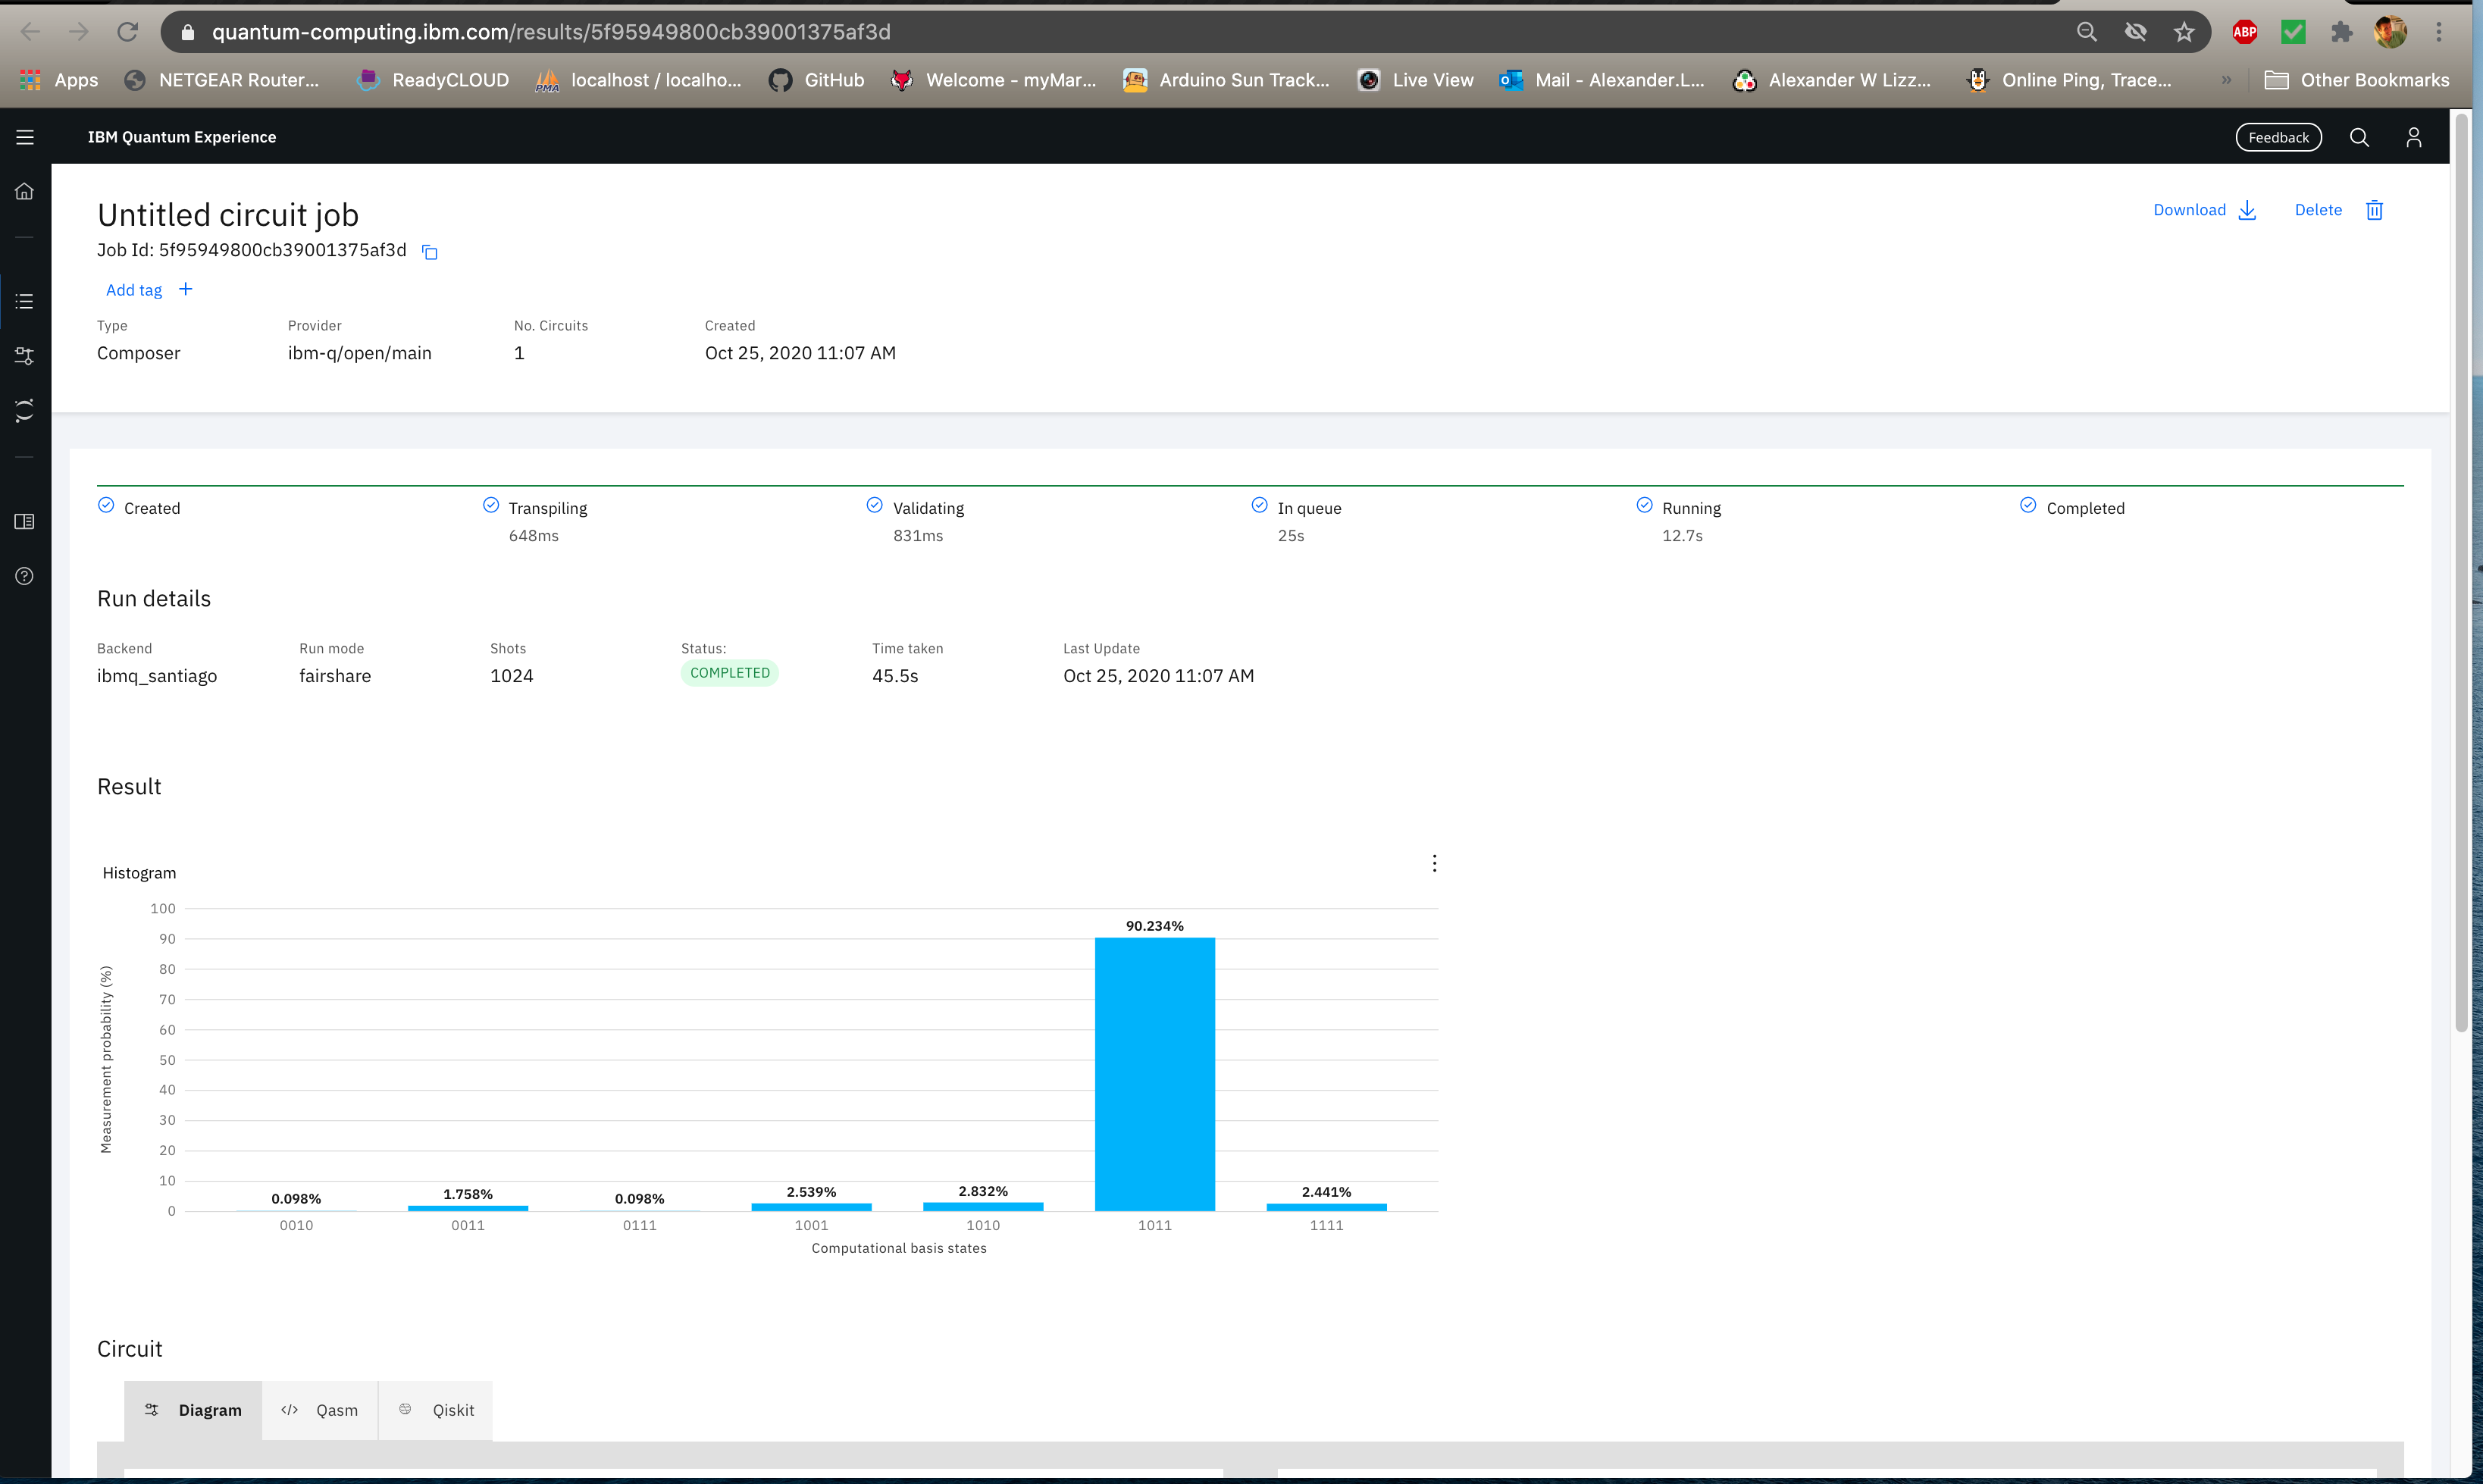 quantum-computing.ibm.com/results/5f95949800cb39001375af3d
ABP
Apps NETGEAR Router... ReadyCLOUD PMA localhost / localho... GitHub Welcome - myMar... Arduino Sun Track... Live View Mail - Alexander.L... Alexander W Lizz... Online Ping, Trace... » Other Bookmarks
IBM Quantum Experience Feedback
Untitled circuit job Download Delete
Job Id: 5f95949800cb39001375af3d
Add tag +
Type Provider No. Circuits Created
Composer ibm-q/open/main 1 Oct 25, 2020 11:07 AM
Created Transpiling Validating In queue Running Completed
648ms 831ms 25s 12.7s
Run details
Backend Run mode Shots Status: Time taken Last Update
ibmq_santiago fairshare 1024 COMPLETED 45.5s Oct 25, 2020 11:07 AM
Result
Histogram
Measurement probability (%)
100
90
80
70
60
50
40
30
20
10
0
0.098% 1.758% 0.098% 2.539% 2.832% 90.234% 2.441%
0010 0011 0111 1001 1010 1011 1111
Computational basis states
Circuit
Diagram </> Qasm Qiskit